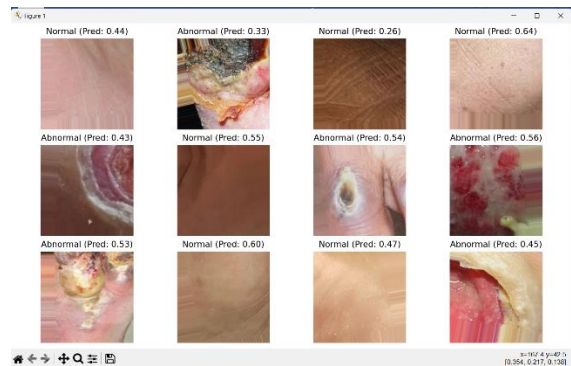 Figure 1
Normal (Pred: 0.44)
Abnormal (Pred: 0.33)
Normal (Pred: 0.26)
Normal (Pred: 0.64)
Abnormal (Pred: 0.43)
Normal (Pred: 0.55)
Abnormal (Pred: 0.54)
Abnormal (Pred: 0.56)
Abnormal (Pred: 0.53)
Normal (Pred: 0.60)
Normal (Pred: 0.47)
Abnormal (Pred: 0.45)
[0.354, 0.217, 0.138]